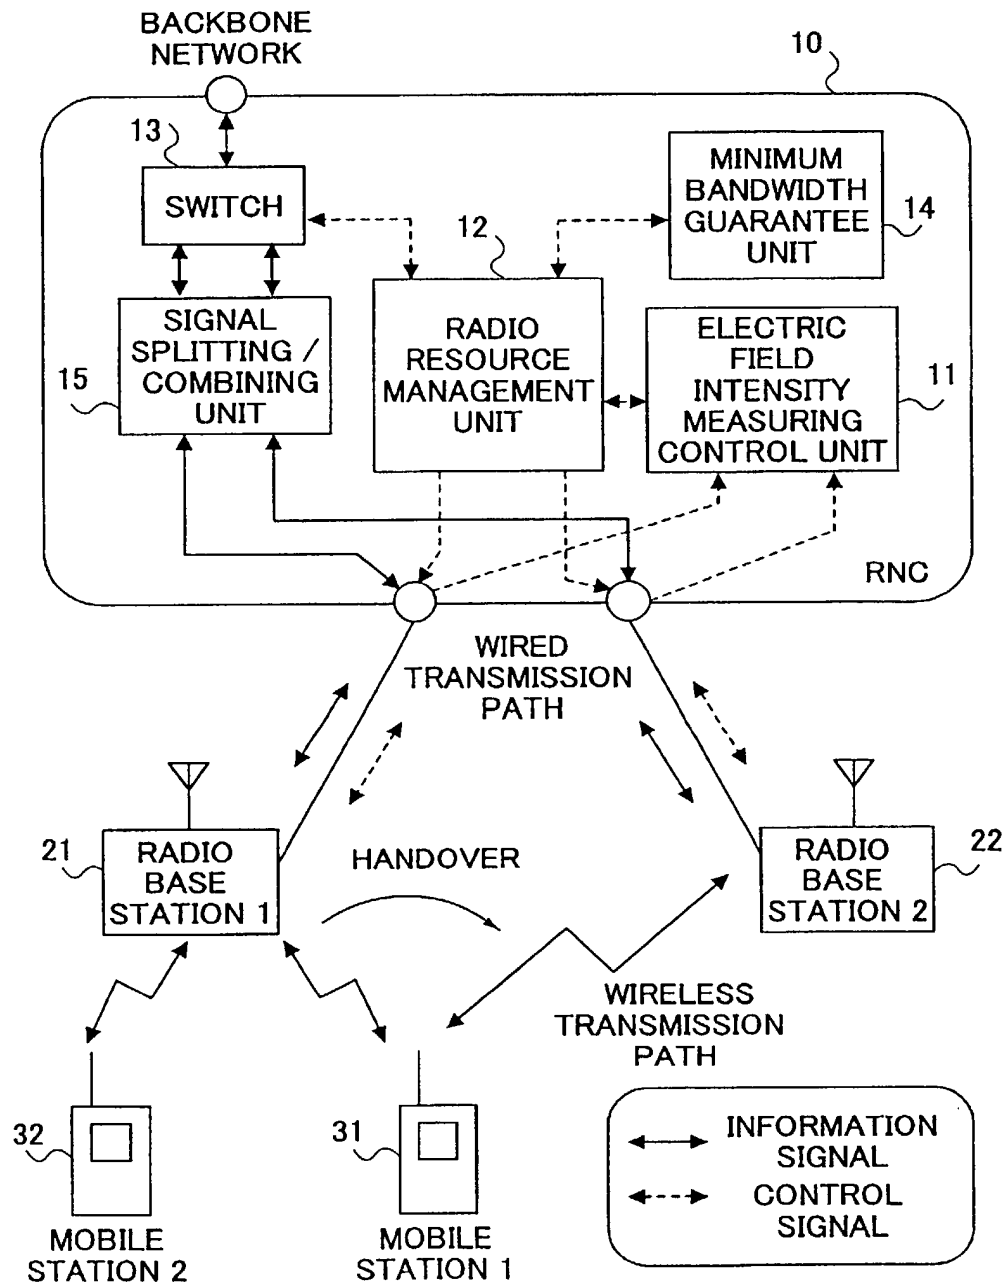 BACKBONE
NETWORK
10
13
SWITCH
MINIMUM
BANDWIDTH
GUARANTEE
UNIT
14
12
SIGNAL
SPLITTING /
COMBINING
UNIT
15
RADIO
RESOURCE
MANAGEMENT
UNIT
ELECTRIC
FIELD
INTENSITY
MEASURING
CONTROL UNIT
11
RNC
WIRED
TRANSMISSION
PATH
21
RADIO
BASE
STATION 1
HANDOVER
RADIO
BASE
STATION 2
22
WIRELESS
TRANSMISSION
PATH
32
MOBILE
STATION 2
31
MOBILE
STATION 1
INFORMATION
SIGNAL
CONTROL
SIGNAL